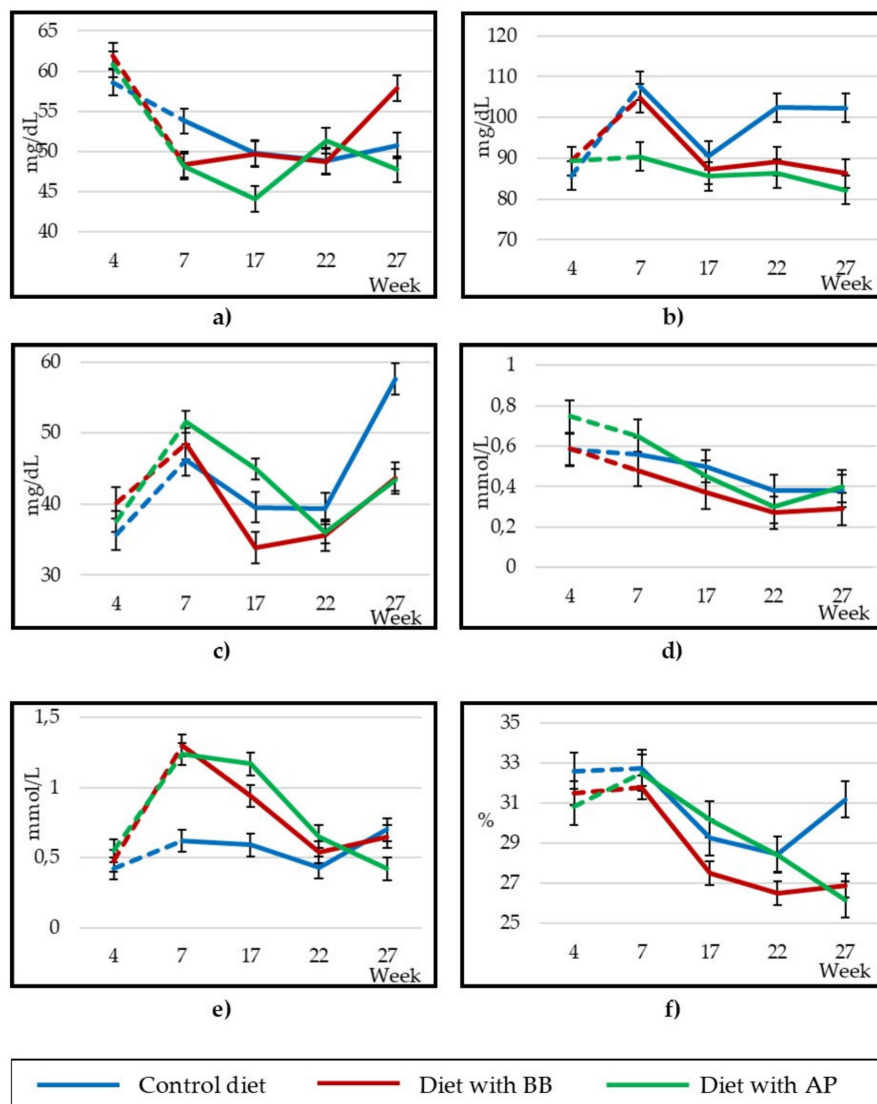 65
60
55
50
45
40
mg/dL
4 7 17 22 27
Week
a)
120
110
100
90
80
70
mg/dL
4 7 17 22 27
Week
b)
60
50
40
30
mg/dL
4 7 17 22 27
Week
c)
1
0,8
0,6
0,4
0,2
0
mmol/L
4 7 17 22 27
Week
d)
1,5
1
0,5
0
mmol/L
4 7 17 22 27
Week
e)
35
33
31
29
27
25
%
4 7 17 22 27
Week
f)
Control diet Diet with BB Diet with AP